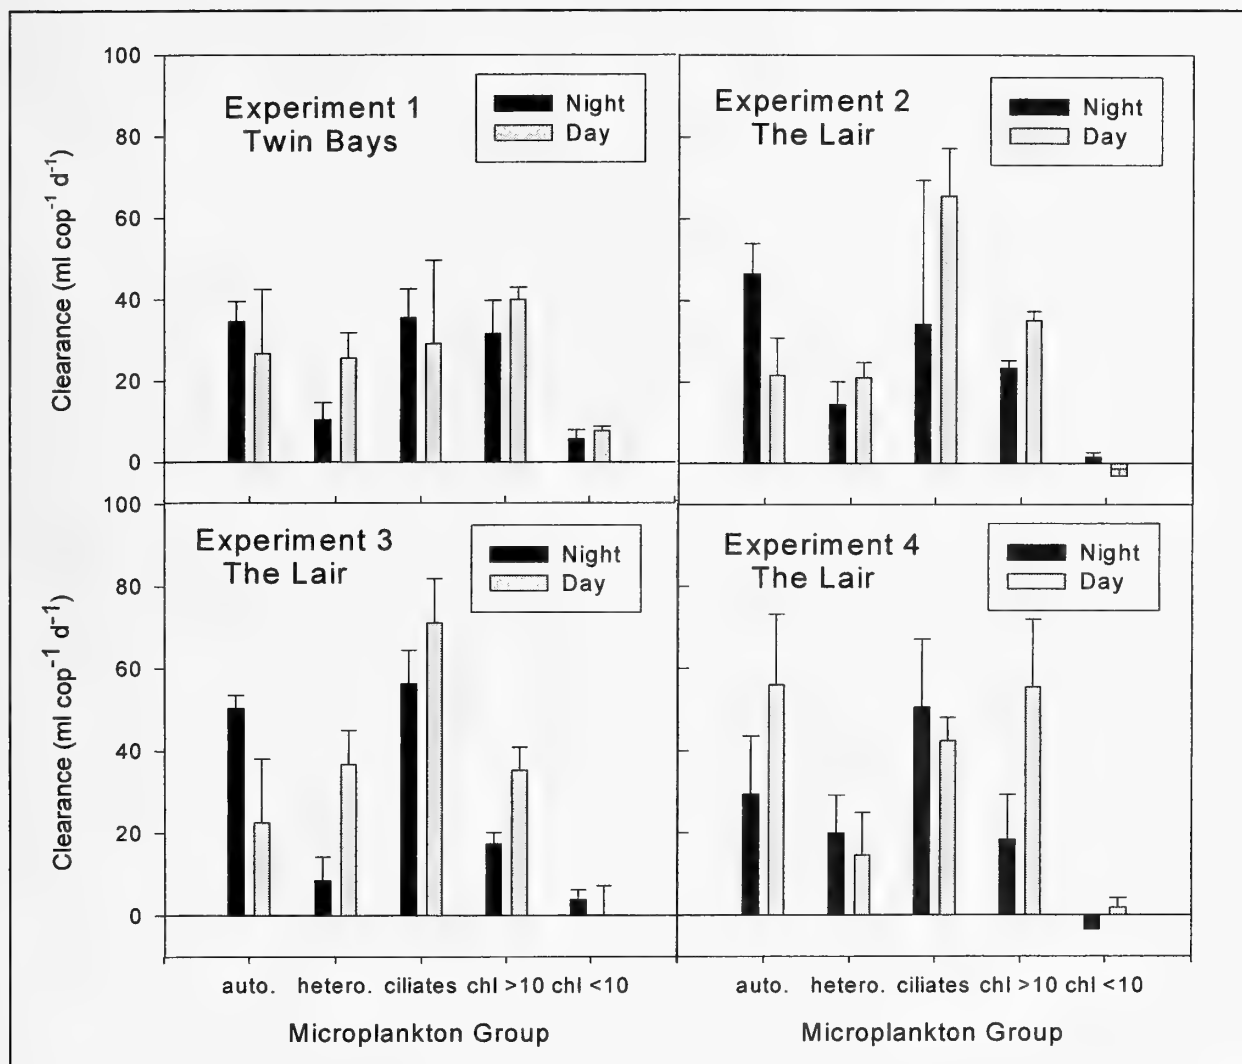 100
80
60
40
20
0
Clearance (ml cop⁻¹ d⁻¹)
Experiment 1
Twin Bays
Night
Day
Experiment 2
The Lair
Night
Day
100
80
60
40
20
0
Clearance (ml cop⁻¹ d⁻¹)
Experiment 3
The Lair
Night
Day
Experiment 4
The Lair
Night
Day
auto. hetero. ciliates chl >10 chl <10
Microplankton Group
auto. hetero. ciliates chl >10 chl <10
Microplankton Group